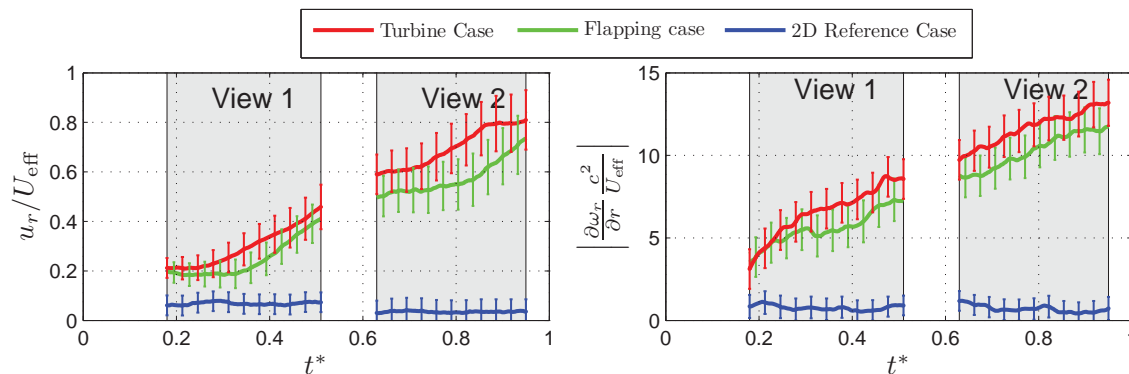 Turbine Case Flapping case 2D Reference Case
View 1 View 2
u_r/U_eff
0 0.2 0.4 0.6 0.8 1
0 0.2 0.4 0.6 0.8 1
t*
View 1 View 2
|∂ω_r/∂r c²/U_eff|
0 5 10 15
0 0.2 0.4 0.6 0.8 1
t*